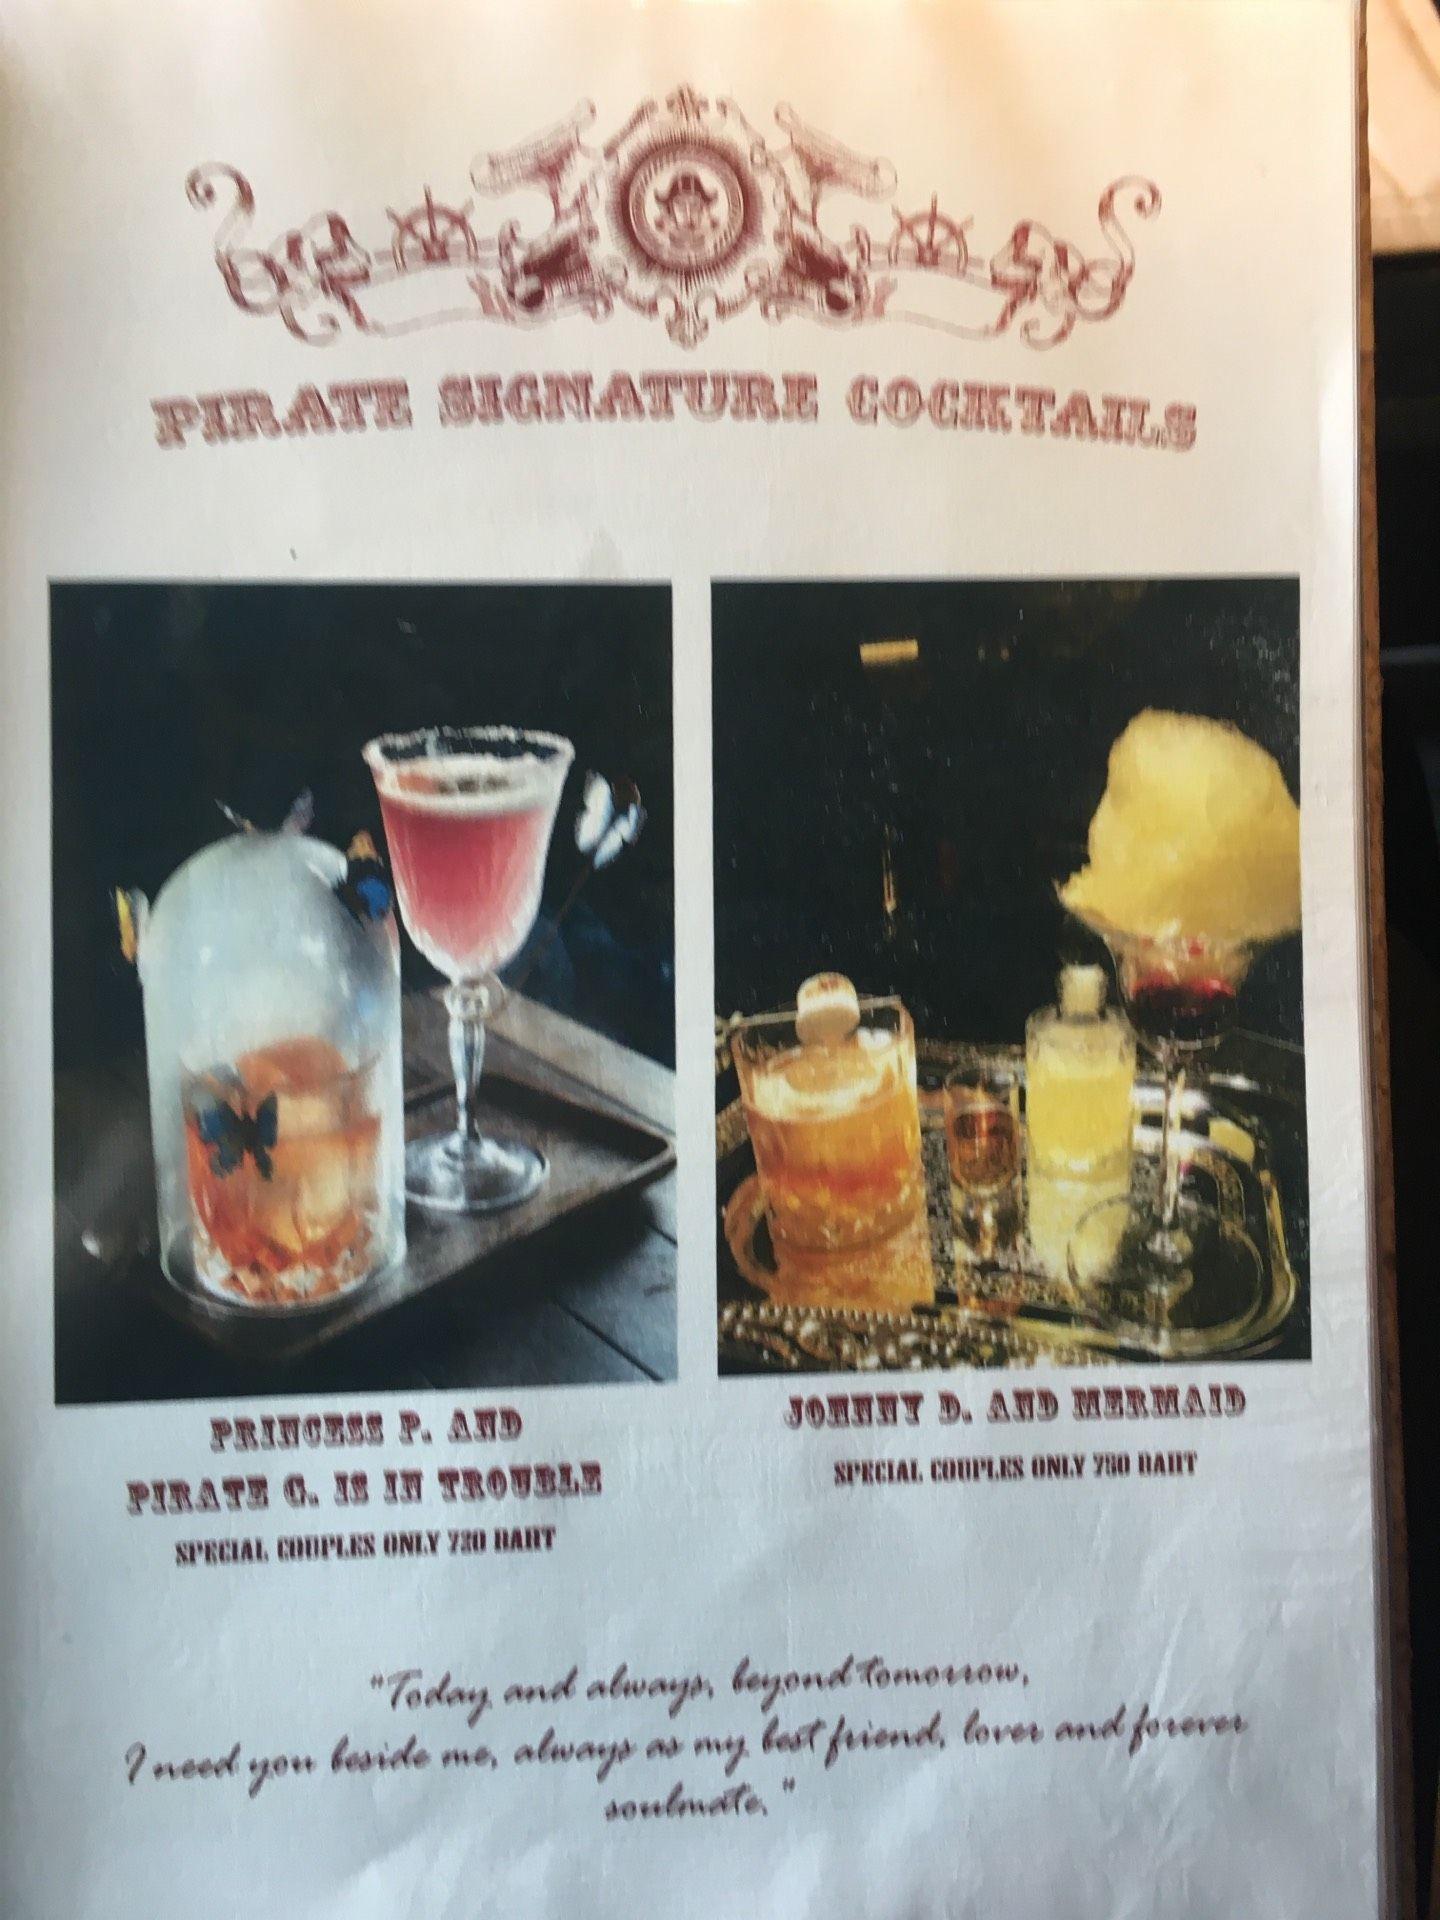 PIRATE SIGNATURE COCKTAILS
PRINCESS P. AND
PIRATE G. IS IN TROUBLE
SPECIAL COUPLES ONLY 720 BAHT
JOHNNY D. AND MERMAID
SPECIAL COUPLES ONLY BAHT
"Today and always, beyond tomorrow,
I need you beside me, always as my best friend, lover and forever
soulmate."